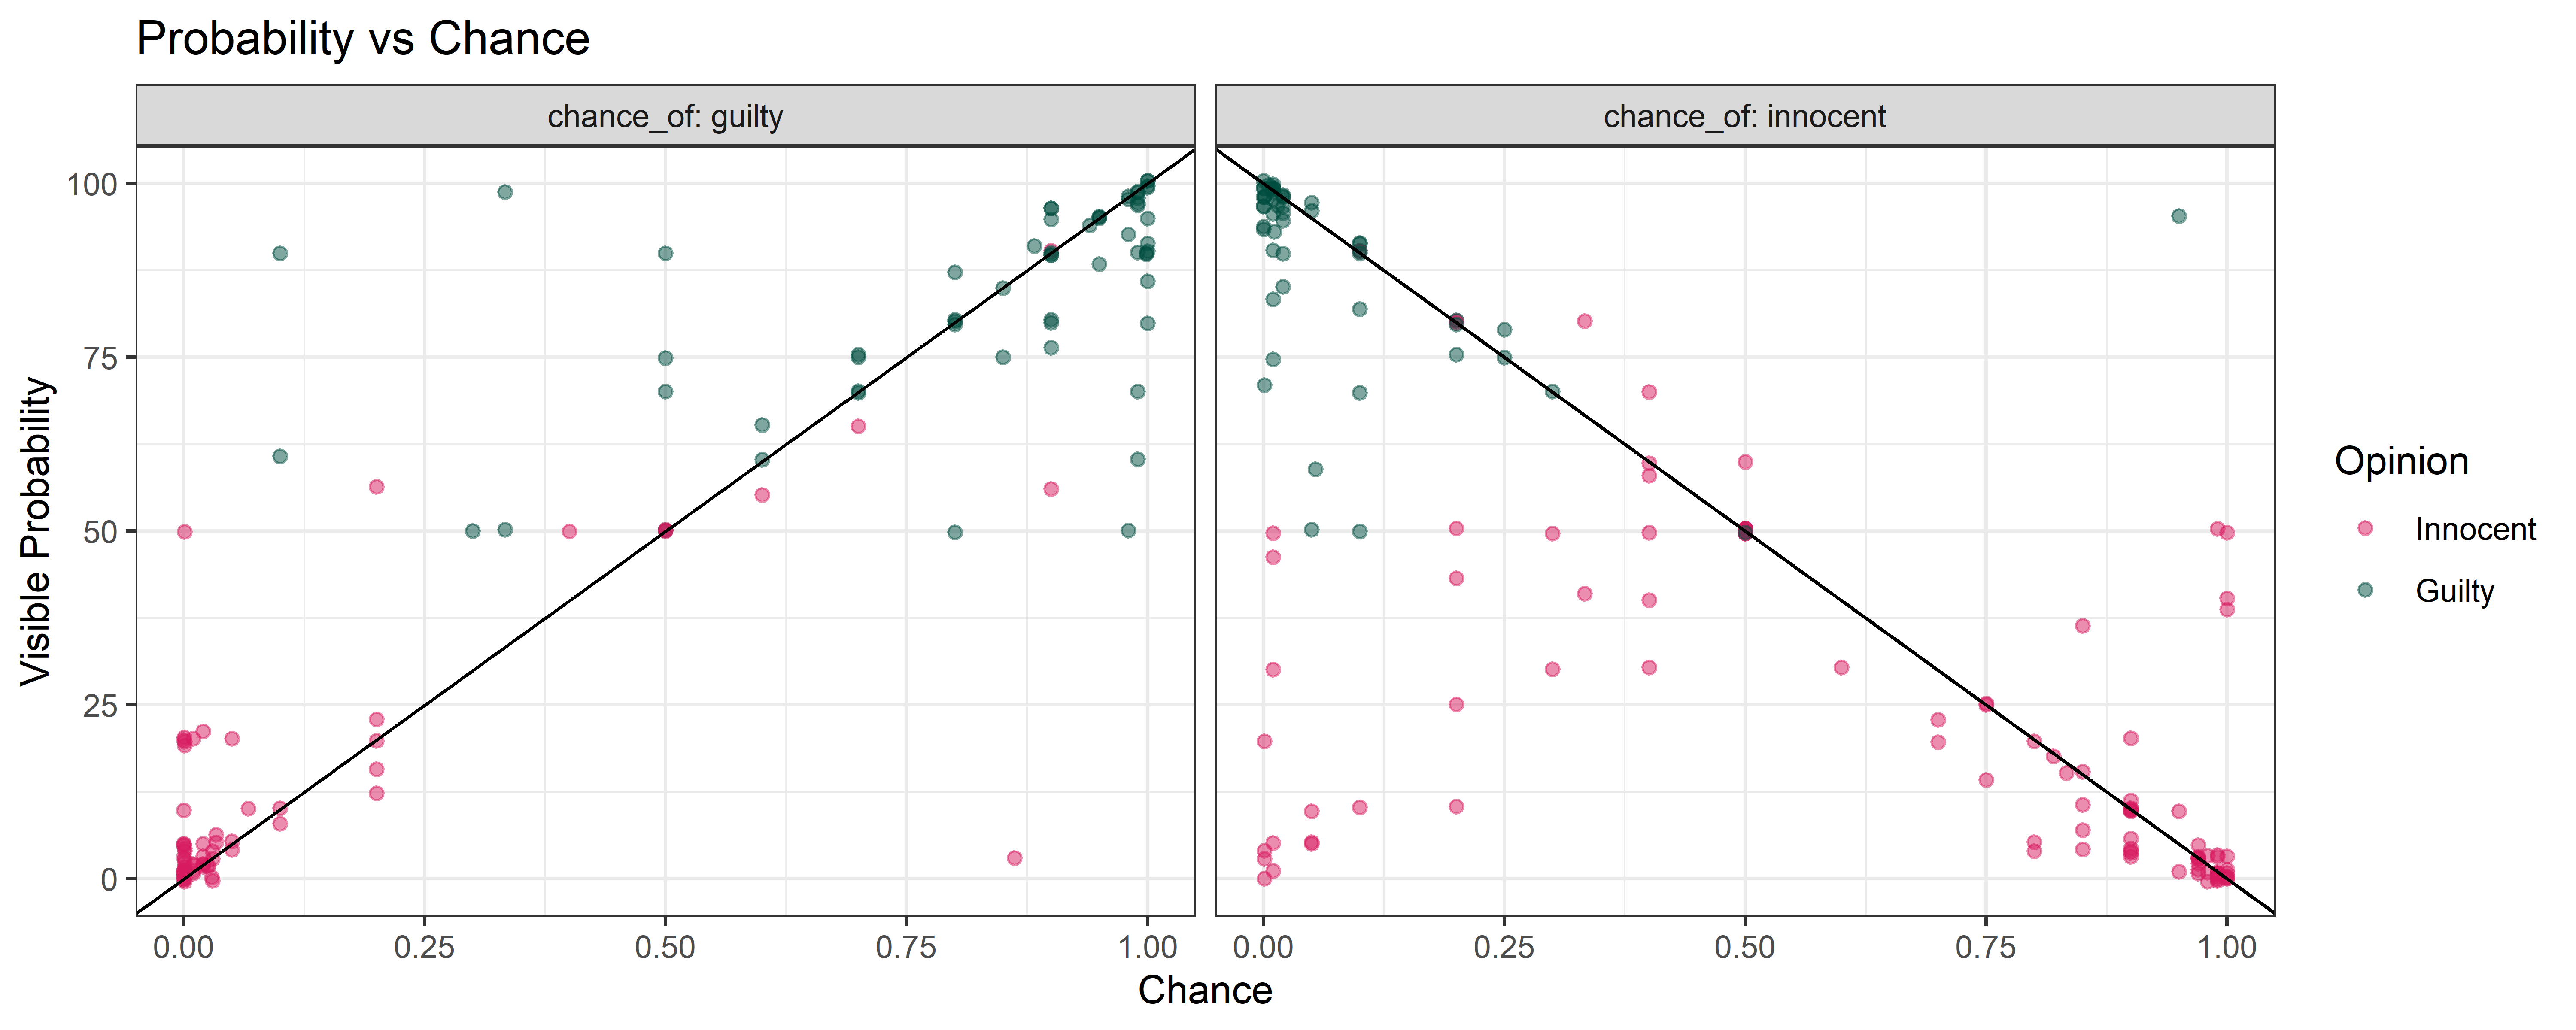 Probability vs Chance
chance_of: guilty
chance_of: innocent
Visible Probability
100
75
50
25
0
0.00 0.25 0.50 0.75 1.00
0.00 0.25 0.50 0.75 1.00
Chance
Opinion
Innocent
Guilty